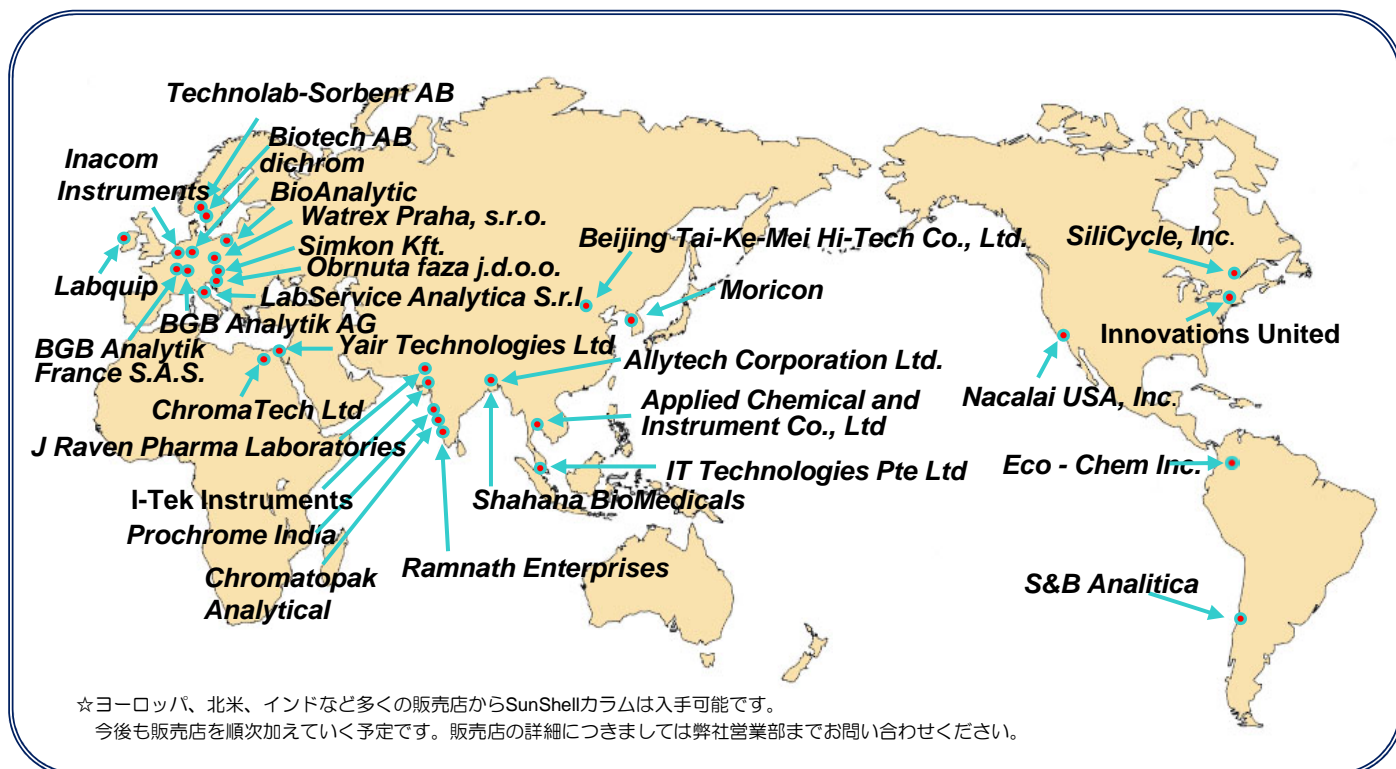 Technolab-Sorbent AB
Biotech AB
Inacom
Instruments
dichrom
BioAnalytic
Watrex Praha, s.r.o.
Simkon Kft.
Obrnuta faza j.d.o.o.
Labquip
LabService Analytica S.r.l
BGB Analytik AG
BGB Analytik
France S.A.S.
Yair Technologies Ltd
ChromaTech Ltd
J Raven Pharma Laboratories
I-Tek Instruments
Prochrome India
Chromatopak
Analytical
Ramnath Enterprises
Shahana BioMedicals
Beijing Tai-Ke-Mei Hi-Tech Co., Ltd.
Moricon
Allytech Corporation Ltd.
Applied Chemical and
Instrument Co., Ltd
IT Technologies Pte Ltd
SiliCycle, Inc.
Innovations United
Nacalai USA, Inc.
Eco - Chem Inc.
S&B Analitica
☆ヨーロッパ、北米、インドなど多くの販売店からSunShellカラムは入手可能です。
今後も販売店を順次加えていく予定です。販売店の詳細につきましては弊社営業部までお問い合わせください。